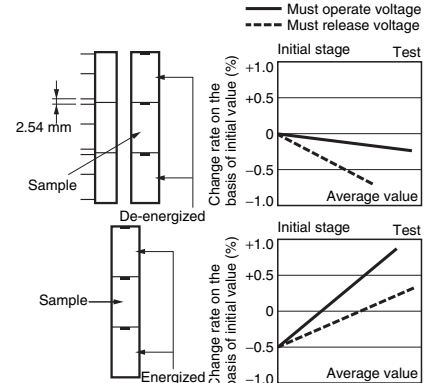 Must operate voltage
Must release voltage
Initial stage
Test
Change rate on the
basis of initial value (%)
+1.0
+0.5
0
−0.5
−1.0
Average value
2.54 mm
Sample
De-energized
Initial stage
Test
Change rate on the
basis of initial value (%)
+1.0
+0.5
0
−0.5
−1.0
Average value
Sample
Energized